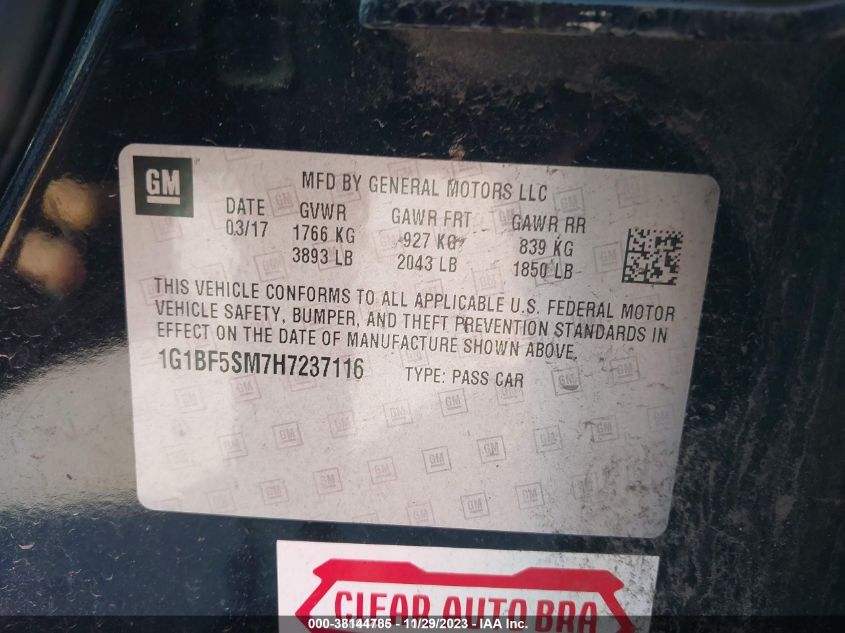 GM
MFD BY GENERAL MOTORS LLC
DATE GVWR GAWR FRT GAWR RR
03/17 1766 KG 927 KG 839 KG
3893 LB 2043 LB 1850 LB
THIS VEHICLE CONFORMS TO ALL APPLICABLE U.S. FEDERAL MOTOR
VEHICLE SAFETY, BUMPER, AND THEFT PREVENTION STANDARDS IN
EFFECT ON THE DATE OF MANUFACTURE SHOWN ABOVE.
1G1BF5SM7H7237116 TYPE: PASS CAR
CLEAR AUTO BRA
000-38144785 - 11/29/2023 - IAA Inc.